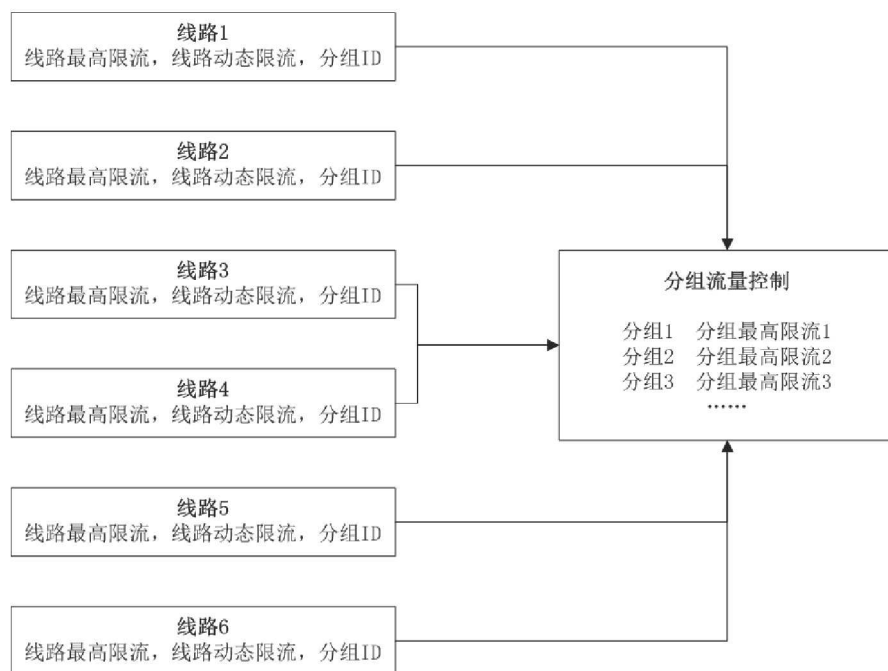 线路1
线路最高限流，线路动态限流，分组ID
线路2
线路最高限流，线路动态限流，分组ID
线路3
线路最高限流，线路动态限流，分组ID
线路4
线路最高限流，线路动态限流，分组ID
线路5
线路最高限流，线路动态限流，分组ID
线路6
线路最高限流，线路动态限流，分组ID
分组流量控制
分组1 分组最高限流1
分组2 分组最高限流2
分组3 分组最高限流3
……